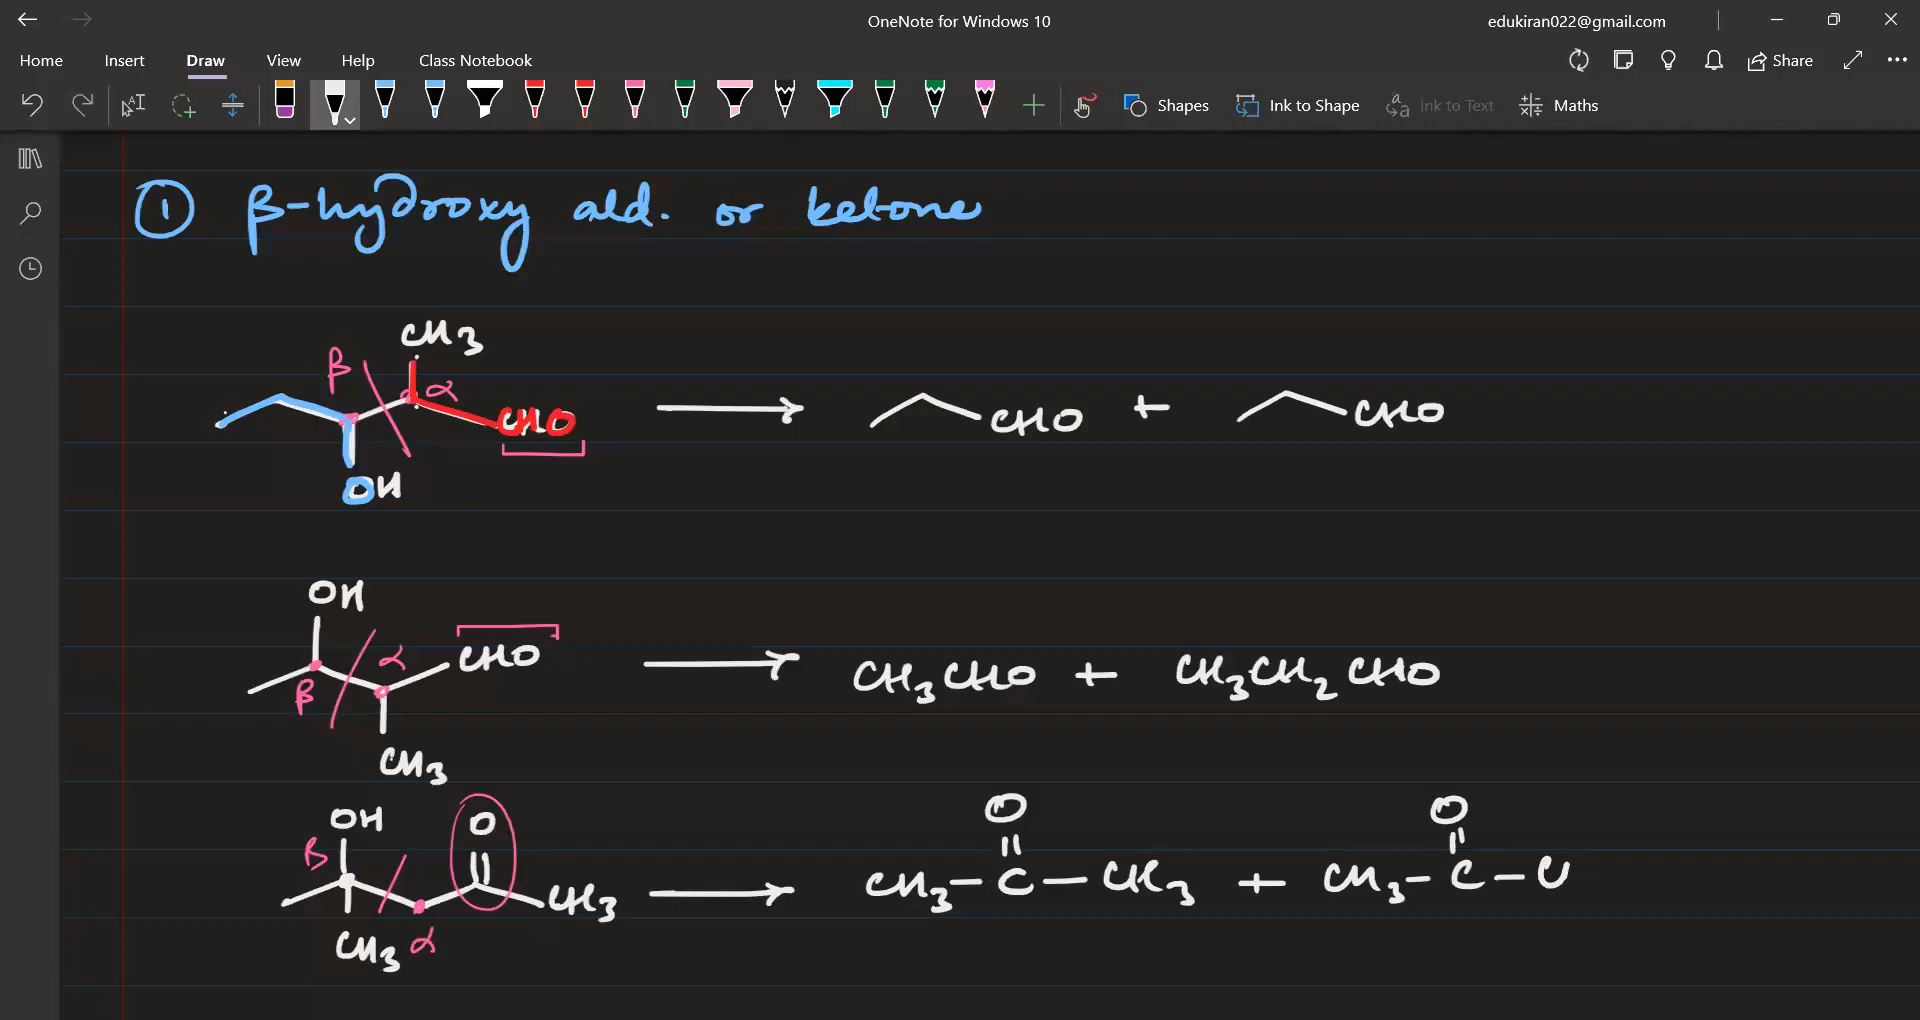 OneNote for Windows 10
edukiran022@gmail.com
Home Insert Draw View Help Class Notebook Share
Shapes Ink to Shape Ink to Text Maths
① β-hydroxy ald. or ketone
CH3
β α
CHO → CHO + CHO
OH
OH
α CHO → CH3CHO + CH3CH2CHO
β
CH3
OH O O O
β
CH3 → CH3-C-CH3 + CH3-C-C
CH3 α